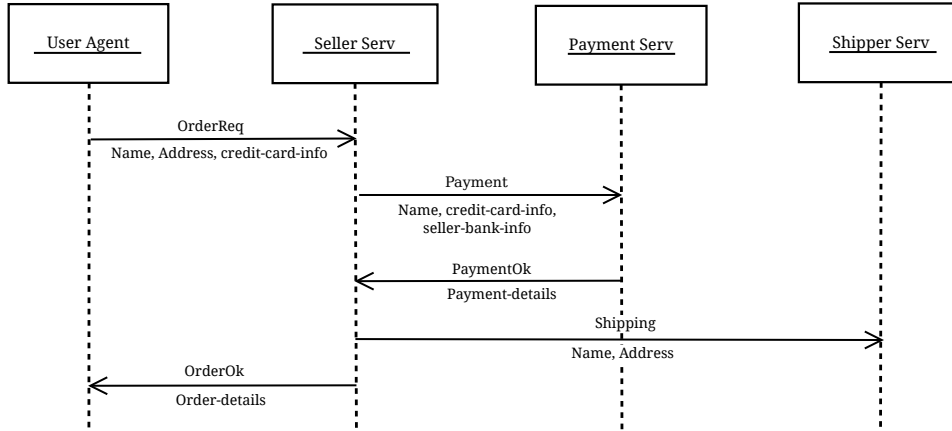 User Agent
Seller Serv
Payment Serv
Shipper Serv
OrderReq
Name, Address, credit-card-info
Payment
Name, credit-card-info,
seller-bank-info
PaymentOk
Payment-details
Shipping
Name, Address
OrderOk
Order-details